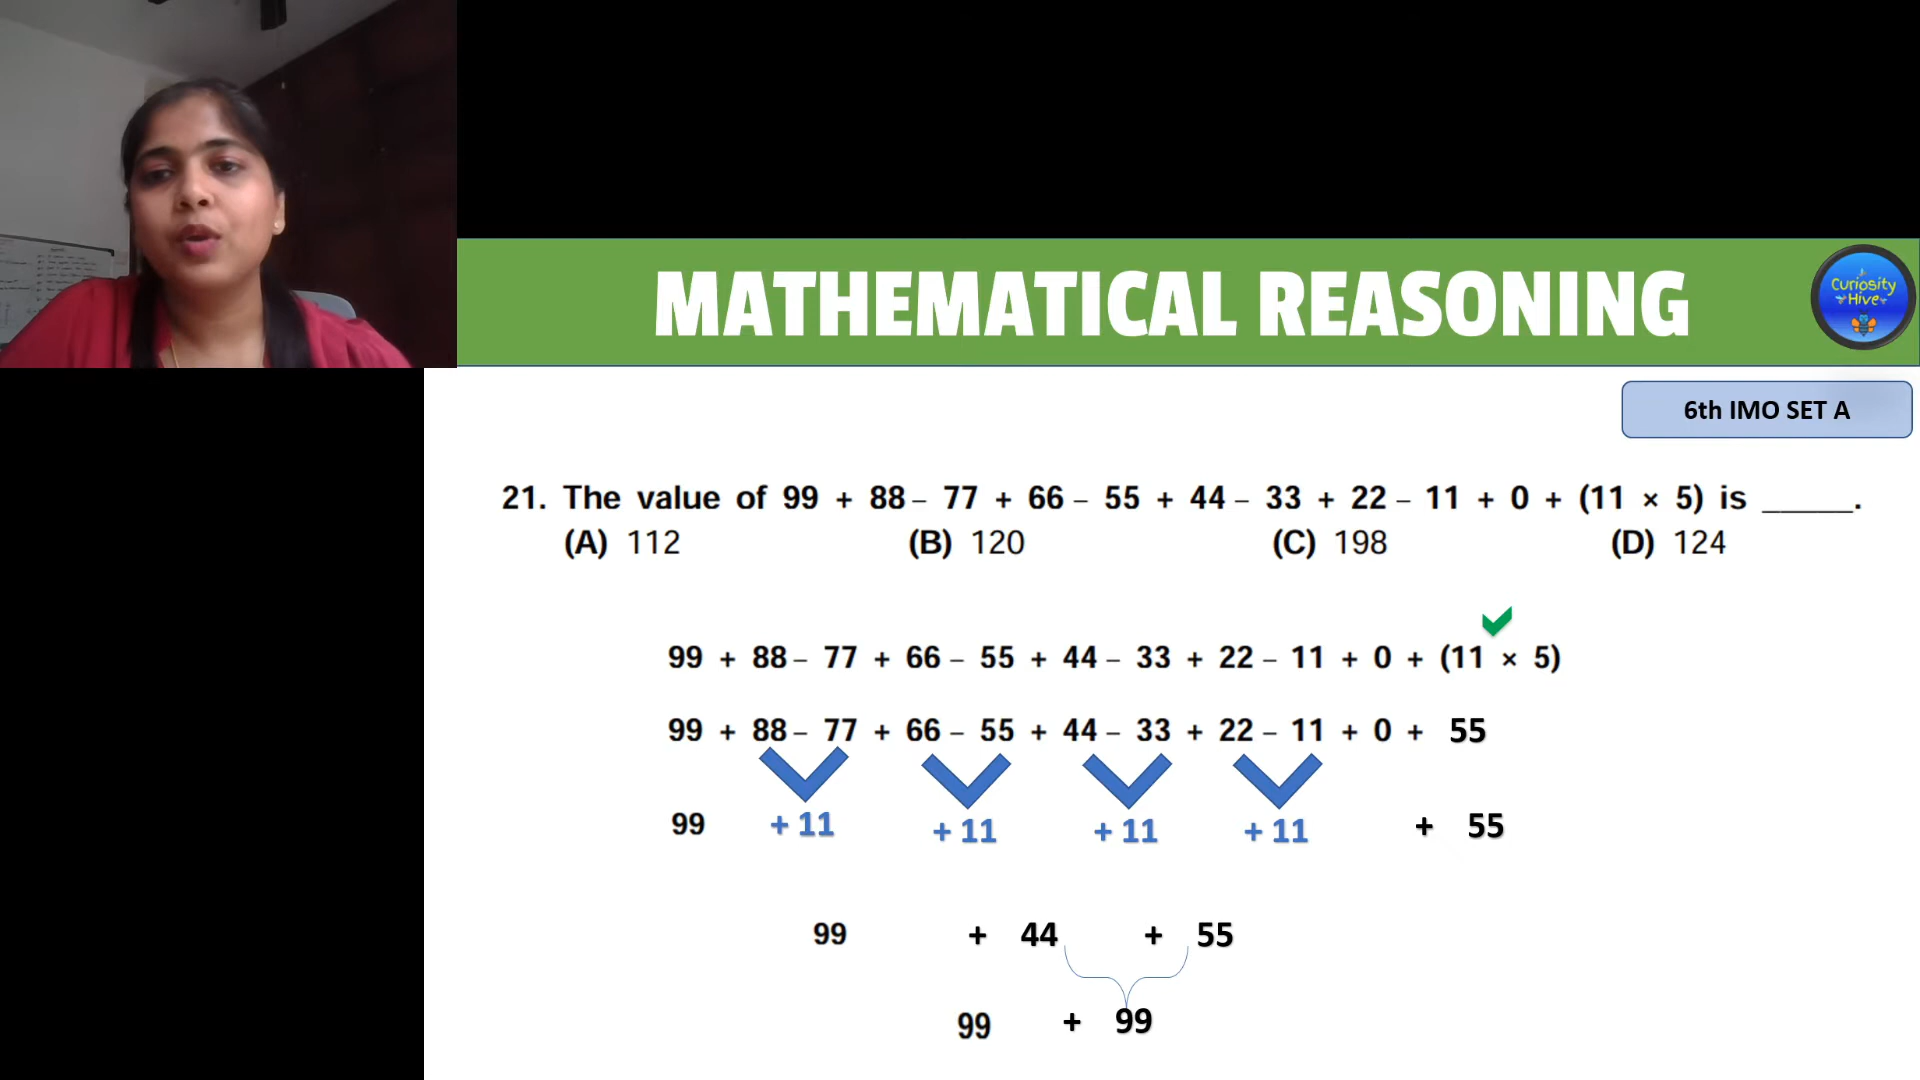 MATHEMATICAL REASONING
Curiosity
Hive
6th IMO SET A
21. The value of 99 + 88 – 77 + 66 – 55 + 44 – 33 + 22 – 11 + 0 + (11 × 5) is _____.
(A) 112 (B) 120 (C) 198 (D) 124
99 + 88 – 77 + 66 – 55 + 44 – 33 + 22 – 11 + 0 + (11 × 5)
99 + 88 – 77 + 66 – 55 + 44 – 33 + 22 – 11 + 0 + 55
99 + 11 + 11 + 11 + 11 + 55
99 + 44 + 55
99 + 99